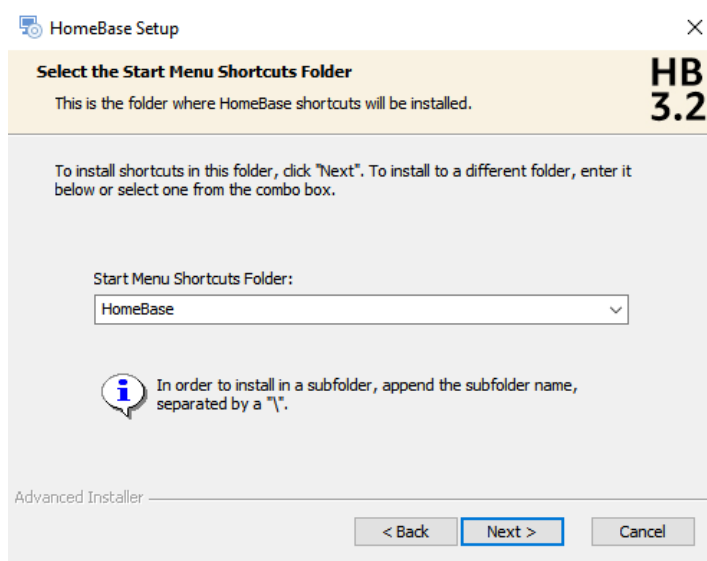 HomeBase Setup
Select the Start Menu Shortcuts Folder
This is the folder where HomeBase shortcuts will be installed.
HB
3.2
To install shortcuts in this folder, click "Next". To install to a different folder, enter it
below or select one from the combo box.
Start Menu Shortcuts Folder:
HomeBase
In order to install in a subfolder, append the subfolder name,
separated by a "\".
Advanced Installer
< Back
Next >
Cancel